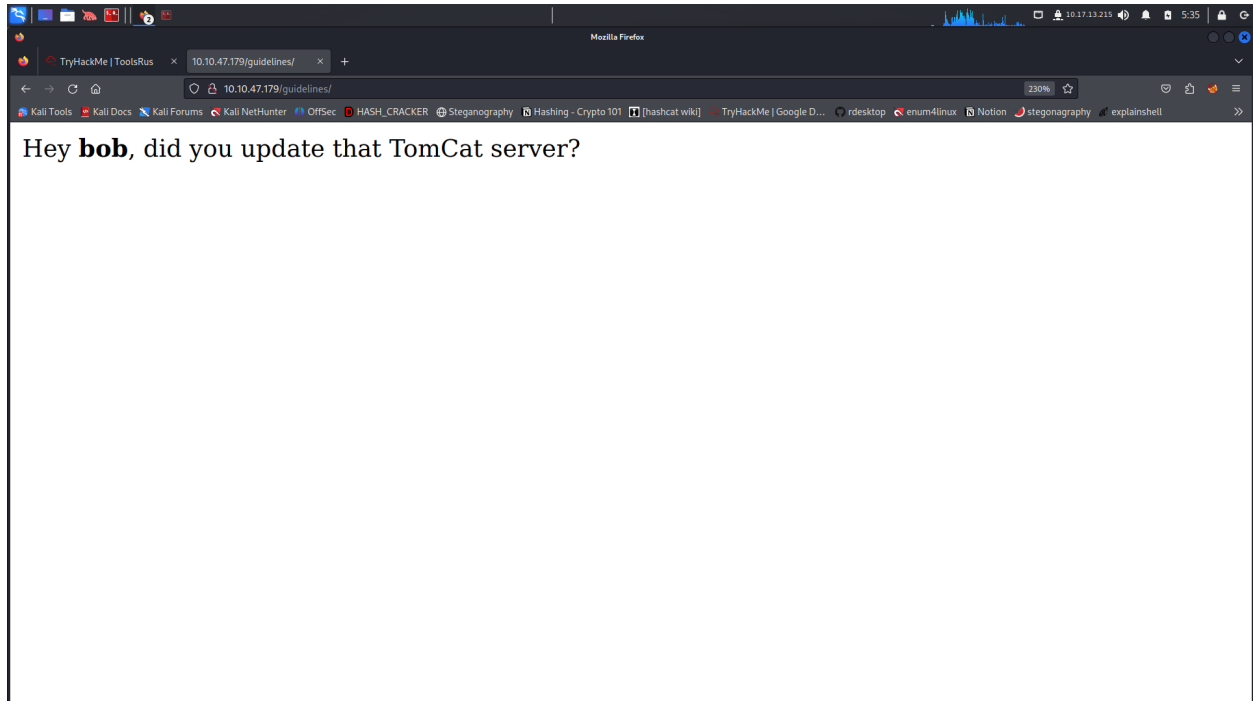 10.17.13.215 5:35
Mozilla Firefox
TryHackMe | ToolsRus 10.10.47.179/guidelines/
10.10.47.179/guidelines/ 230%
Kali Tools Kali Docs Kali Forums Kali NetHunter OffSec HASH_CRACKER Steganography Hashing - Crypto 101 [hashcat wiki] TryHackMe | Google D... rdesktop enum4linux Notion stegonagraphy explainshell
Hey bob, did you update that TomCat server?